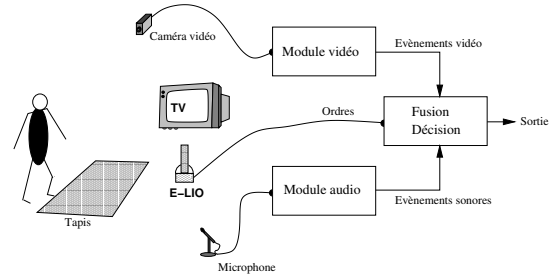 Caméra vidéo
Module vidéo
Evènements vidéo
TV
Ordres
Fusion
Décision
Sortie
E–LIO
Module audio
Evènements sonores
Tapis
Microphone